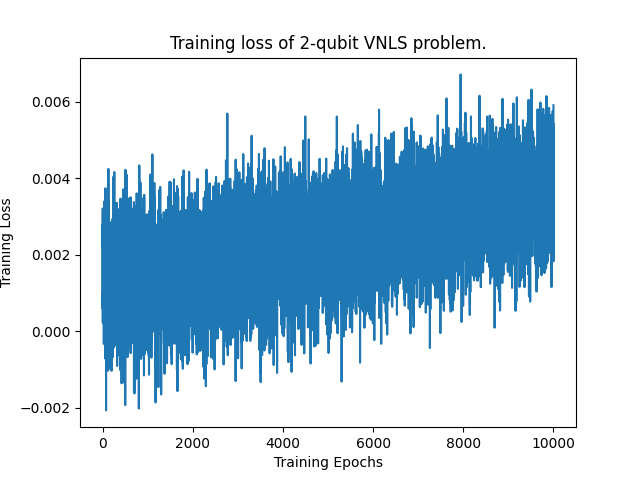 Training loss of 2-qubit VNLS problem.
0.006
0.004
0.002
0.000
−0.002
Training Loss
0 2000 4000 6000 8000 10000
Training Epochs